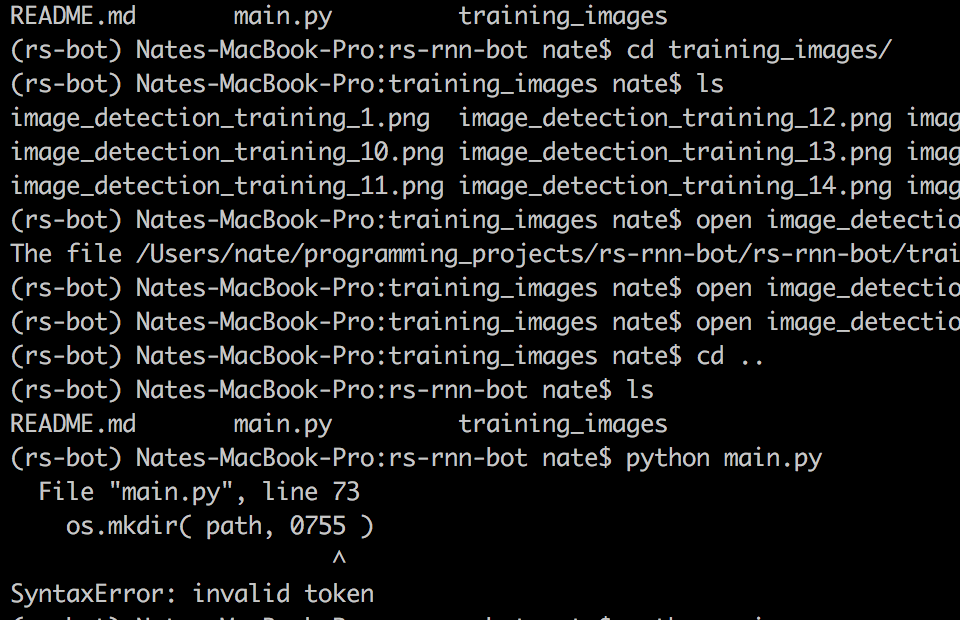 README.md main.py training_images
(rs-bot) Nates-MacBook-Pro:rs-rnn-bot nate$ cd training_images/
(rs-bot) Nates-MacBook-Pro:training_images nate$ ls
image_detection_training_1.png image_detection_training_12.png imag
image_detection_training_10.png image_detection_training_13.png imag
image_detection_training_11.png image_detection_training_14.png imag
(rs-bot) Nates-MacBook-Pro:training_images nate$ open image_detectio
The file /Users/nate/programming_projects/rs-rnn-bot/rs-rnn-bot/trai
(rs-bot) Nates-MacBook-Pro:training_images nate$ open image_detectio
(rs-bot) Nates-MacBook-Pro:training_images nate$ open image_detectio
(rs-bot) Nates-MacBook-Pro:training_images nate$ cd ..
(rs-bot) Nates-MacBook-Pro:rs-rnn-bot nate$ ls
README.md main.py training_images
(rs-bot) Nates-MacBook-Pro:rs-rnn-bot nate$ python main.py
File "main.py", line 73
os.mkdir( path, 0755 )
^
SyntaxError: invalid token